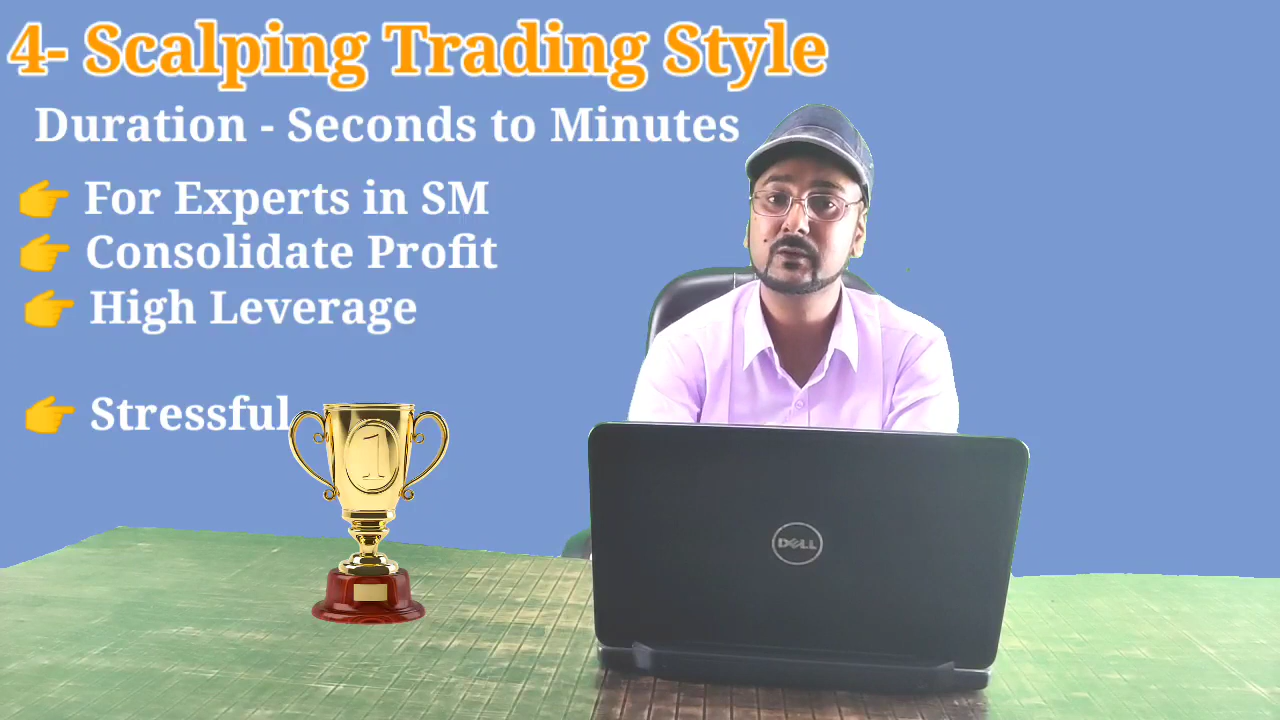 4- Scalping Trading Style
Duration - Seconds to Minutes
👉 For Experts in SM
👉 Consolidate Profit
👉 High Leverage
👉 Stressful
1
DELL